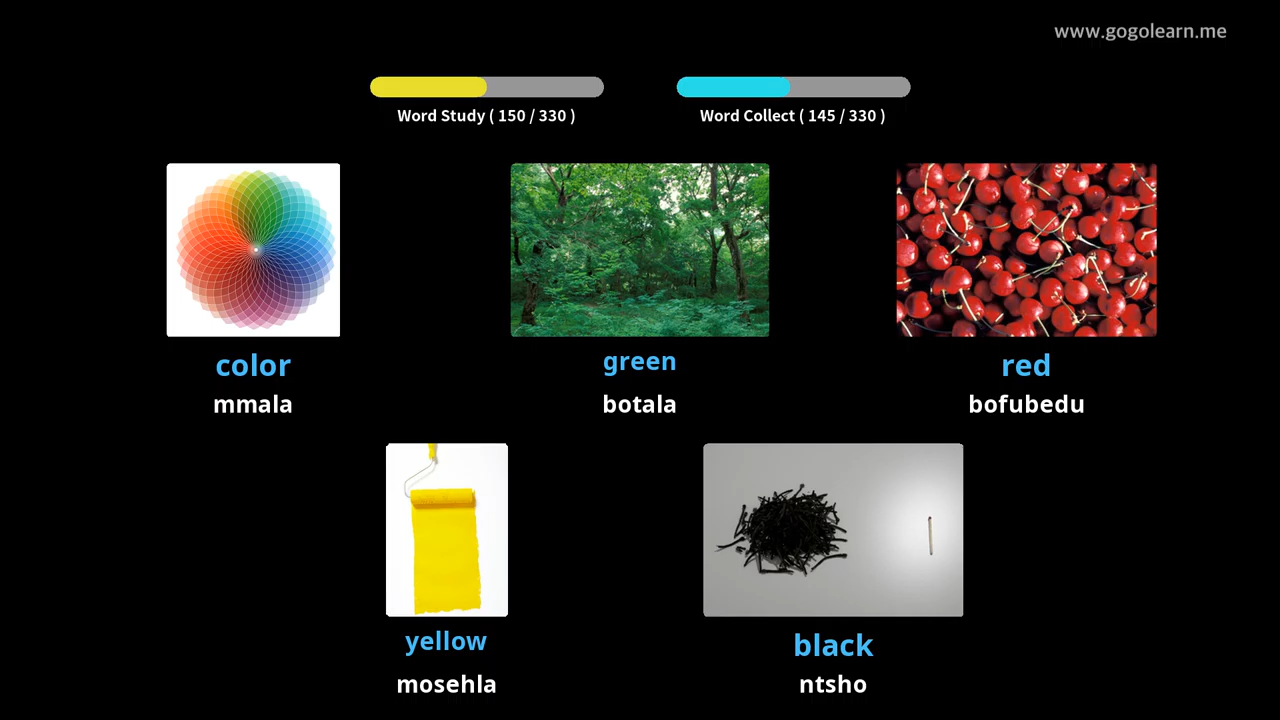 www.gogolearn.me
Word Study ( 150 / 330 )
Word Collect ( 145 / 330 )
color
mmala
green
botala
red
bofubedu
yellow
mosehla
black
ntsho